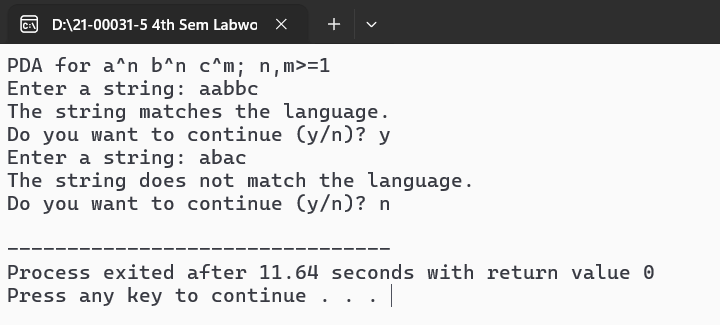 D:\21-00031-5 4th Sem Labwo
PDA for a^n b^n c^m; n,m>=1
Enter a string: aabbc
The string matches the language.
Do you want to continue (y/n)? y
Enter a string: abac
The string does not match the language.
Do you want to continue (y/n)? n
--------------------------------
Process exited after 11.64 seconds with return value 0
Press any key to continue . . .